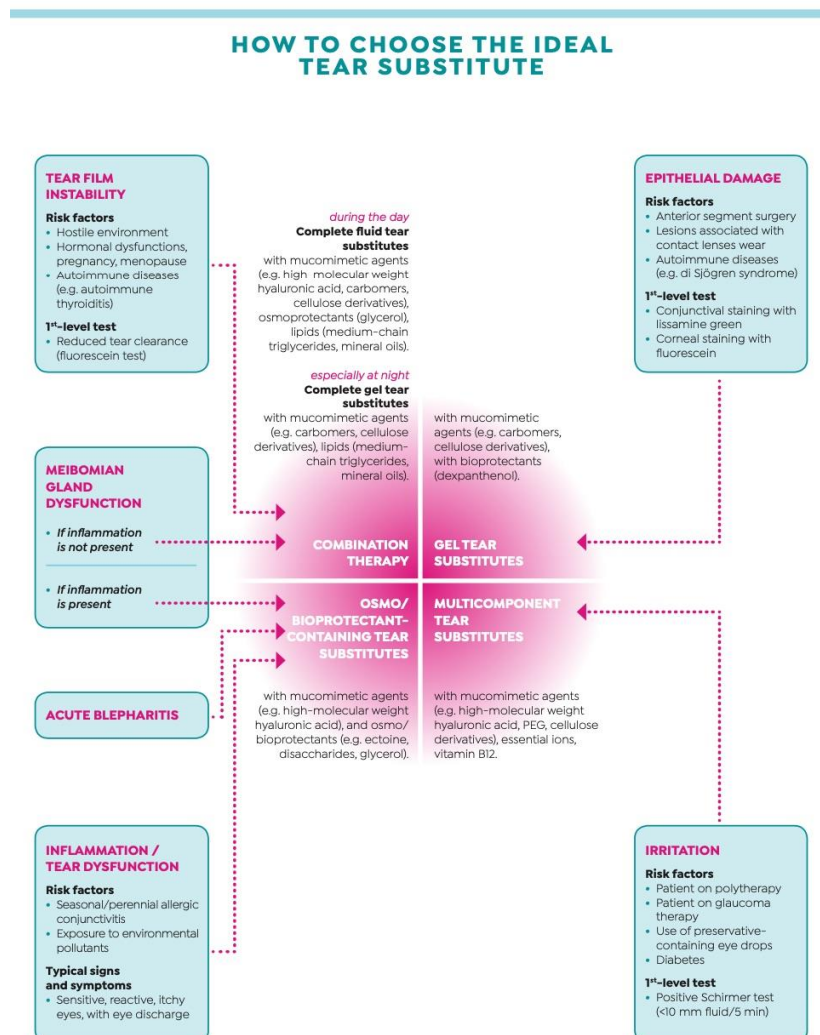 HOW TO CHOOSE THE IDEAL
TEAR SUBSTITUTE
TEAR FILM
INSTABILITY
Risk factors
• Hostile environment
• Hormonal dysfunctions,
pregnancy, menopause
• Autoimmune diseases
(e.g. autoimmune
thyroiditis)
1st-level test
• Reduced tear clearance
(fluorescein test)
MEIBOMIAN
GLAND
DYSFUNCTION
• If inflammation
is not present
• If inflammation
is present
ACUTE BLEPHARITIS
INFLAMMATION /
TEAR DYSFUNCTION
Risk factors
• Seasonal/perennial allergic
conjunctivitis
• Exposure to environmental
pollutants
Typical signs
and symptoms
• Sensitive, reactive, itchy
eyes, with eye discharge
during the day
Complete fluid tear
substitutes
with mucomimetic agents
(e.g. high molecular weight
hyaluronic acid, carbomers,
cellulose derivatives),
osmoprotectants (glycerol),
lipids (medium-chain
triglycerides, mineral oils).
especially at night
Complete gel tear
substitutes
with mucomimetic agents
(e.g. carbomers, cellulose
derivatives), lipids (medium-
chain triglycerides,
mineral oils).
COMBINATION
THERAPY
with mucomimetic
agents (e.g. carbomers,
cellulose derivatives),
with bioprotectants
(dexpanthenol).
GEL TEAR
SUBSTITUTES
OSMO/
BIOPROTECTANT-
CONTAINING TEAR
SUBSTITUTES
with mucomimetic agents
(e.g. high-molecular weight
hyaluronic acid), and osmo/
bioprotectants (e.g. ectoine,
disaccharides, glycerol).
MULTICOMPONENT
TEAR
SUBSTITUTES
with mucomimetic agents
(e.g. high-molecular weight
hyaluronic acid, PEG, cellulose
derivatives), essential ions,
vitamin B12.
EPITHELIAL DAMAGE
Risk factors
• Anterior segment surgery
• Lesions associated with
contact lenses wear
• Autoimmune diseases
(e.g. di Sjögren syndrome)
1st-level test
• Conjunctival staining with
lissamine green
• Corneal staining with
fluorescein
IRRITATION
Risk factors
• Patient on polytherapy
• Patient on glaucoma
therapy
• Use of preservative-
containing eye drops
• Diabetes
1st-level test
• Positive Schirmer test
(<10 mm fluid/5 min)